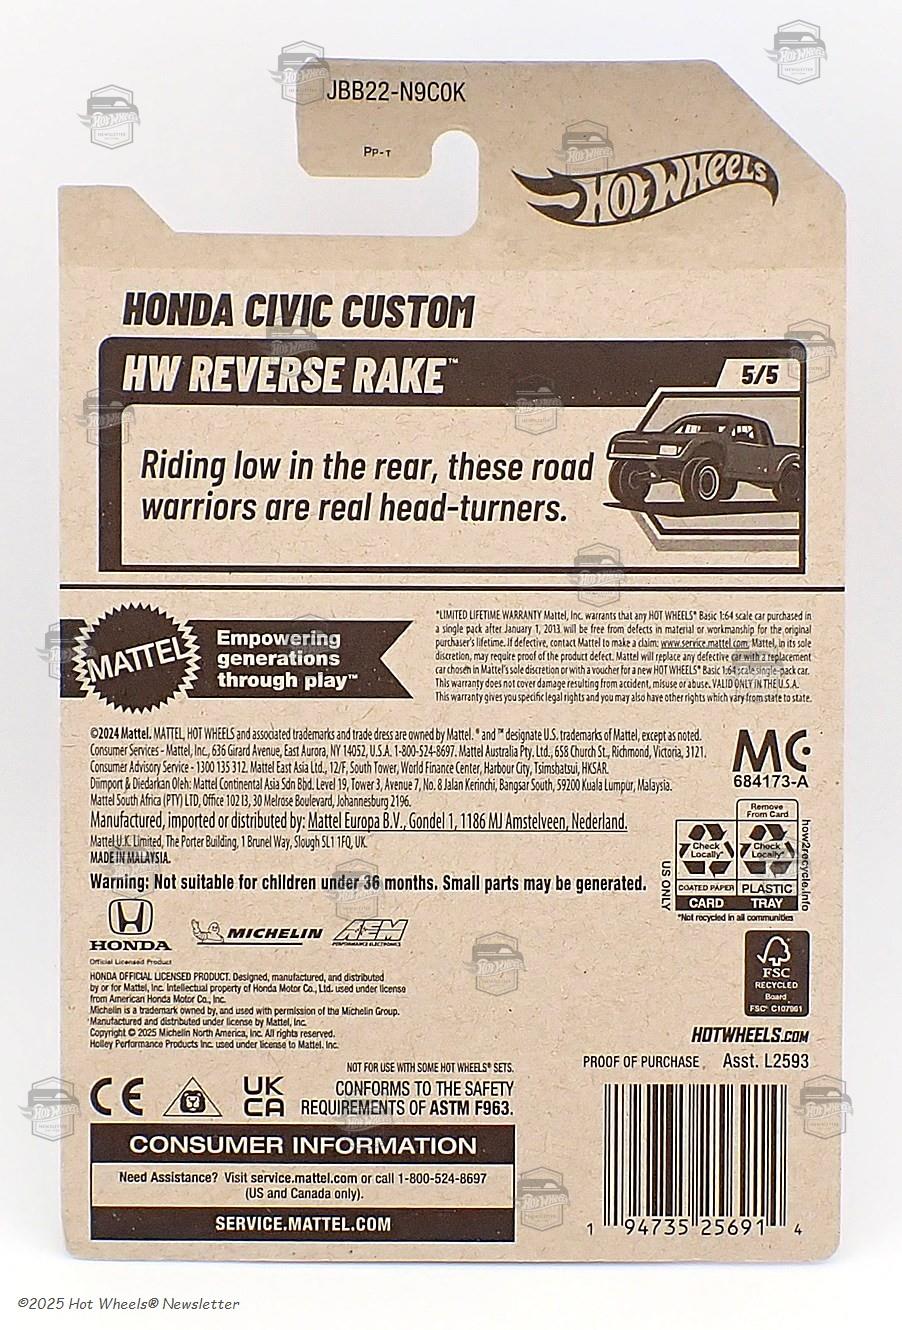 JBB22-N9C0K
PP-T
HOT WHEELS
HONDA CIVIC CUSTOM
HW REVERSE RAKE™
5/5
Riding low in the rear, these road
warriors are real head-turners.
MATTEL
Empowering
generations
through play™
*LIMITED LIFETIME WARRANTY Mattel, Inc. warrants that any HOT WHEELS® Basic 1:64 scale car purchased in
a single pack after January 1, 2013 will be free from defects in material or workmanship for the original
purchaser's lifetime. If defective, contact Mattel to make a claim: www.service.mattel.com. Mattel, in its sole
discretion, may require proof of the product defect. Mattel will replace any defective car with a replacement
car chosen in Mattel's sole discretion or with a voucher for a new HOT WHEELS® Basic 1:64 scale single-pack car.
This warranty does not cover damage resulting from accident, misuse or abuse. VALID ONLY IN THE U.S.A.
This warranty gives you specific legal rights and you may also have other rights which vary from state to state.
©2024 Mattel. MATTEL, HOT WHEELS and associated trademarks and trade dress are owned by Mattel. ® and ™ designate U.S. trademarks of Mattel, except as noted.
Consumer Services - Mattel, Inc., 636 Girard Avenue, East Aurora, NY 14052, U.S.A. 1-800-524-8697. Mattel Australia Pty. Ltd., 658 Church St., Richmond, Victoria, 3121.
Consumer Advisory Service - 1300 135 312. Mattel East Asia Ltd., 12/F, South Tower, World Finance Center, Harbour City, Tsimshatsui, HKSAR.
Diimport & Diedarkan Oleh: Mattel Continental Asia Sdn Bhd. Level 19, Tower 3, Avenue 7, No. 8 Jalan Kerinchi, Bangsar South, 59200 Kuala Lumpur, Malaysia.
Mattel South Africa (PTY) LTD, Office 102 I3, 30 Melrose Boulevard, Johannesburg 2196.
Manufactured, imported or distributed by: Mattel Europa B.V., Gondel 1, 1186 MJ Amstelveen, Nederland.
Mattel U.K. Limited, The Porter Building, 1 Brunel Way, Slough SL1 1FQ, UK.
MADE IN MALAYSIA.
Warning: Not suitable for children under 36 months. Small parts may be generated.
MC
684173-A
Remove
From Card
Check
Locally*
Check
Locally*
COATED PAPER
PLASTIC
CARD
TRAY
US ONLY
how2recycle.info
*Not recycled in all communities
HONDA
Official Licensed Product
MICHELIN
AEM
PERFORMANCE ELECTRONICS
HONDA OFFICIAL LICENSED PRODUCT. Designed, manufactured, and distributed
by or for Mattel, Inc. Intellectual property of Honda Motor Co., Ltd. used under license
from American Honda Motor Co., Inc.
Michelin is a trademark owned by, and used with permission of the Michelin Group.
Manufactured and distributed under license by Mattel, Inc.
Copyright © 2025 Michelin North America, Inc. All rights reserved.
Holley Performance Products Inc. used under license to Mattel, Inc.
FSC
RECYCLED
Board
FSC® C107961
HOTWHEELS.COM
PROOF OF PURCHASE
Asst. L2593
CE
UK
CA
NOT FOR USE WITH SOME HOT WHEELS® SETS.
CONFORMS TO THE SAFETY
REQUIREMENTS OF ASTM F963.
CONSUMER INFORMATION
Need Assistance? Visit service.mattel.com or call 1-800-524-8697
(US and Canada only).
SERVICE.MATTEL.COM
1 94735 25691 4
©2025 Hot Wheels® Newsletter